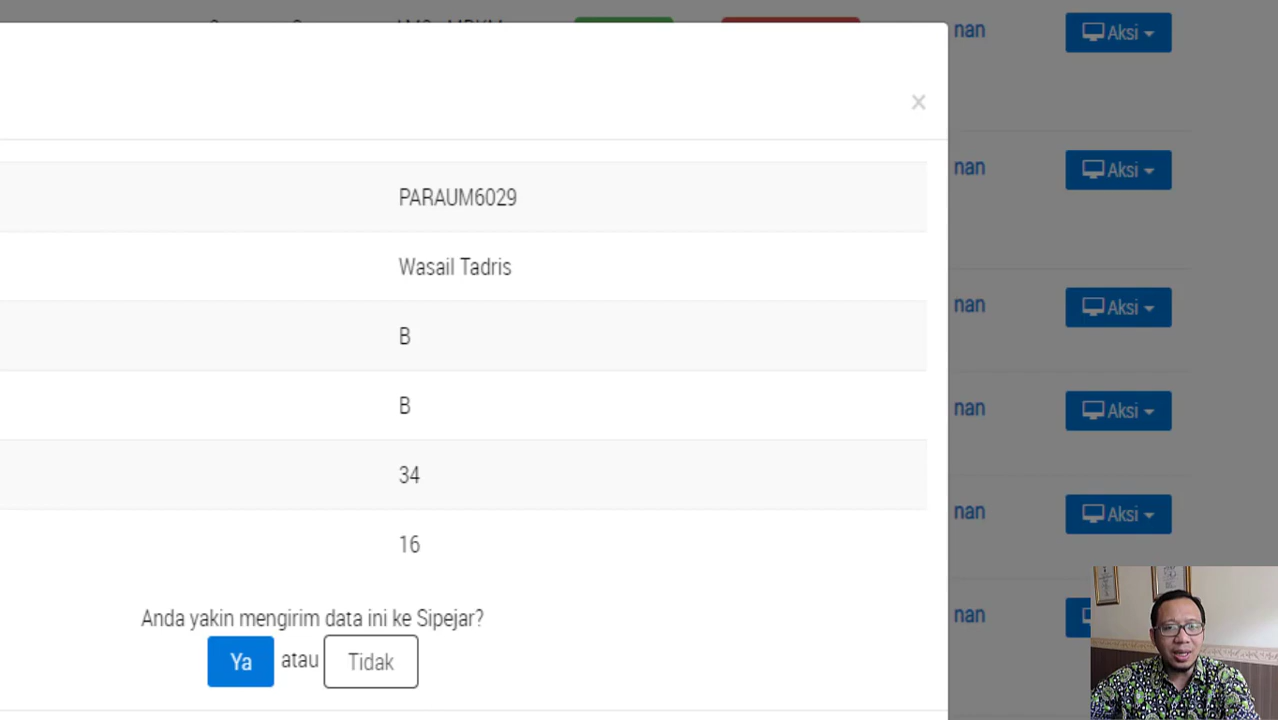 nan
Aksi
×
nan
Aksi
PARAUM6029
Wasail Tadris
nan
Aksi
B
B
nan
Aksi
34
nan
Aksi
16
Anda yakin mengirim data ini ke Sipejar?
nan
Ya atau Tidak